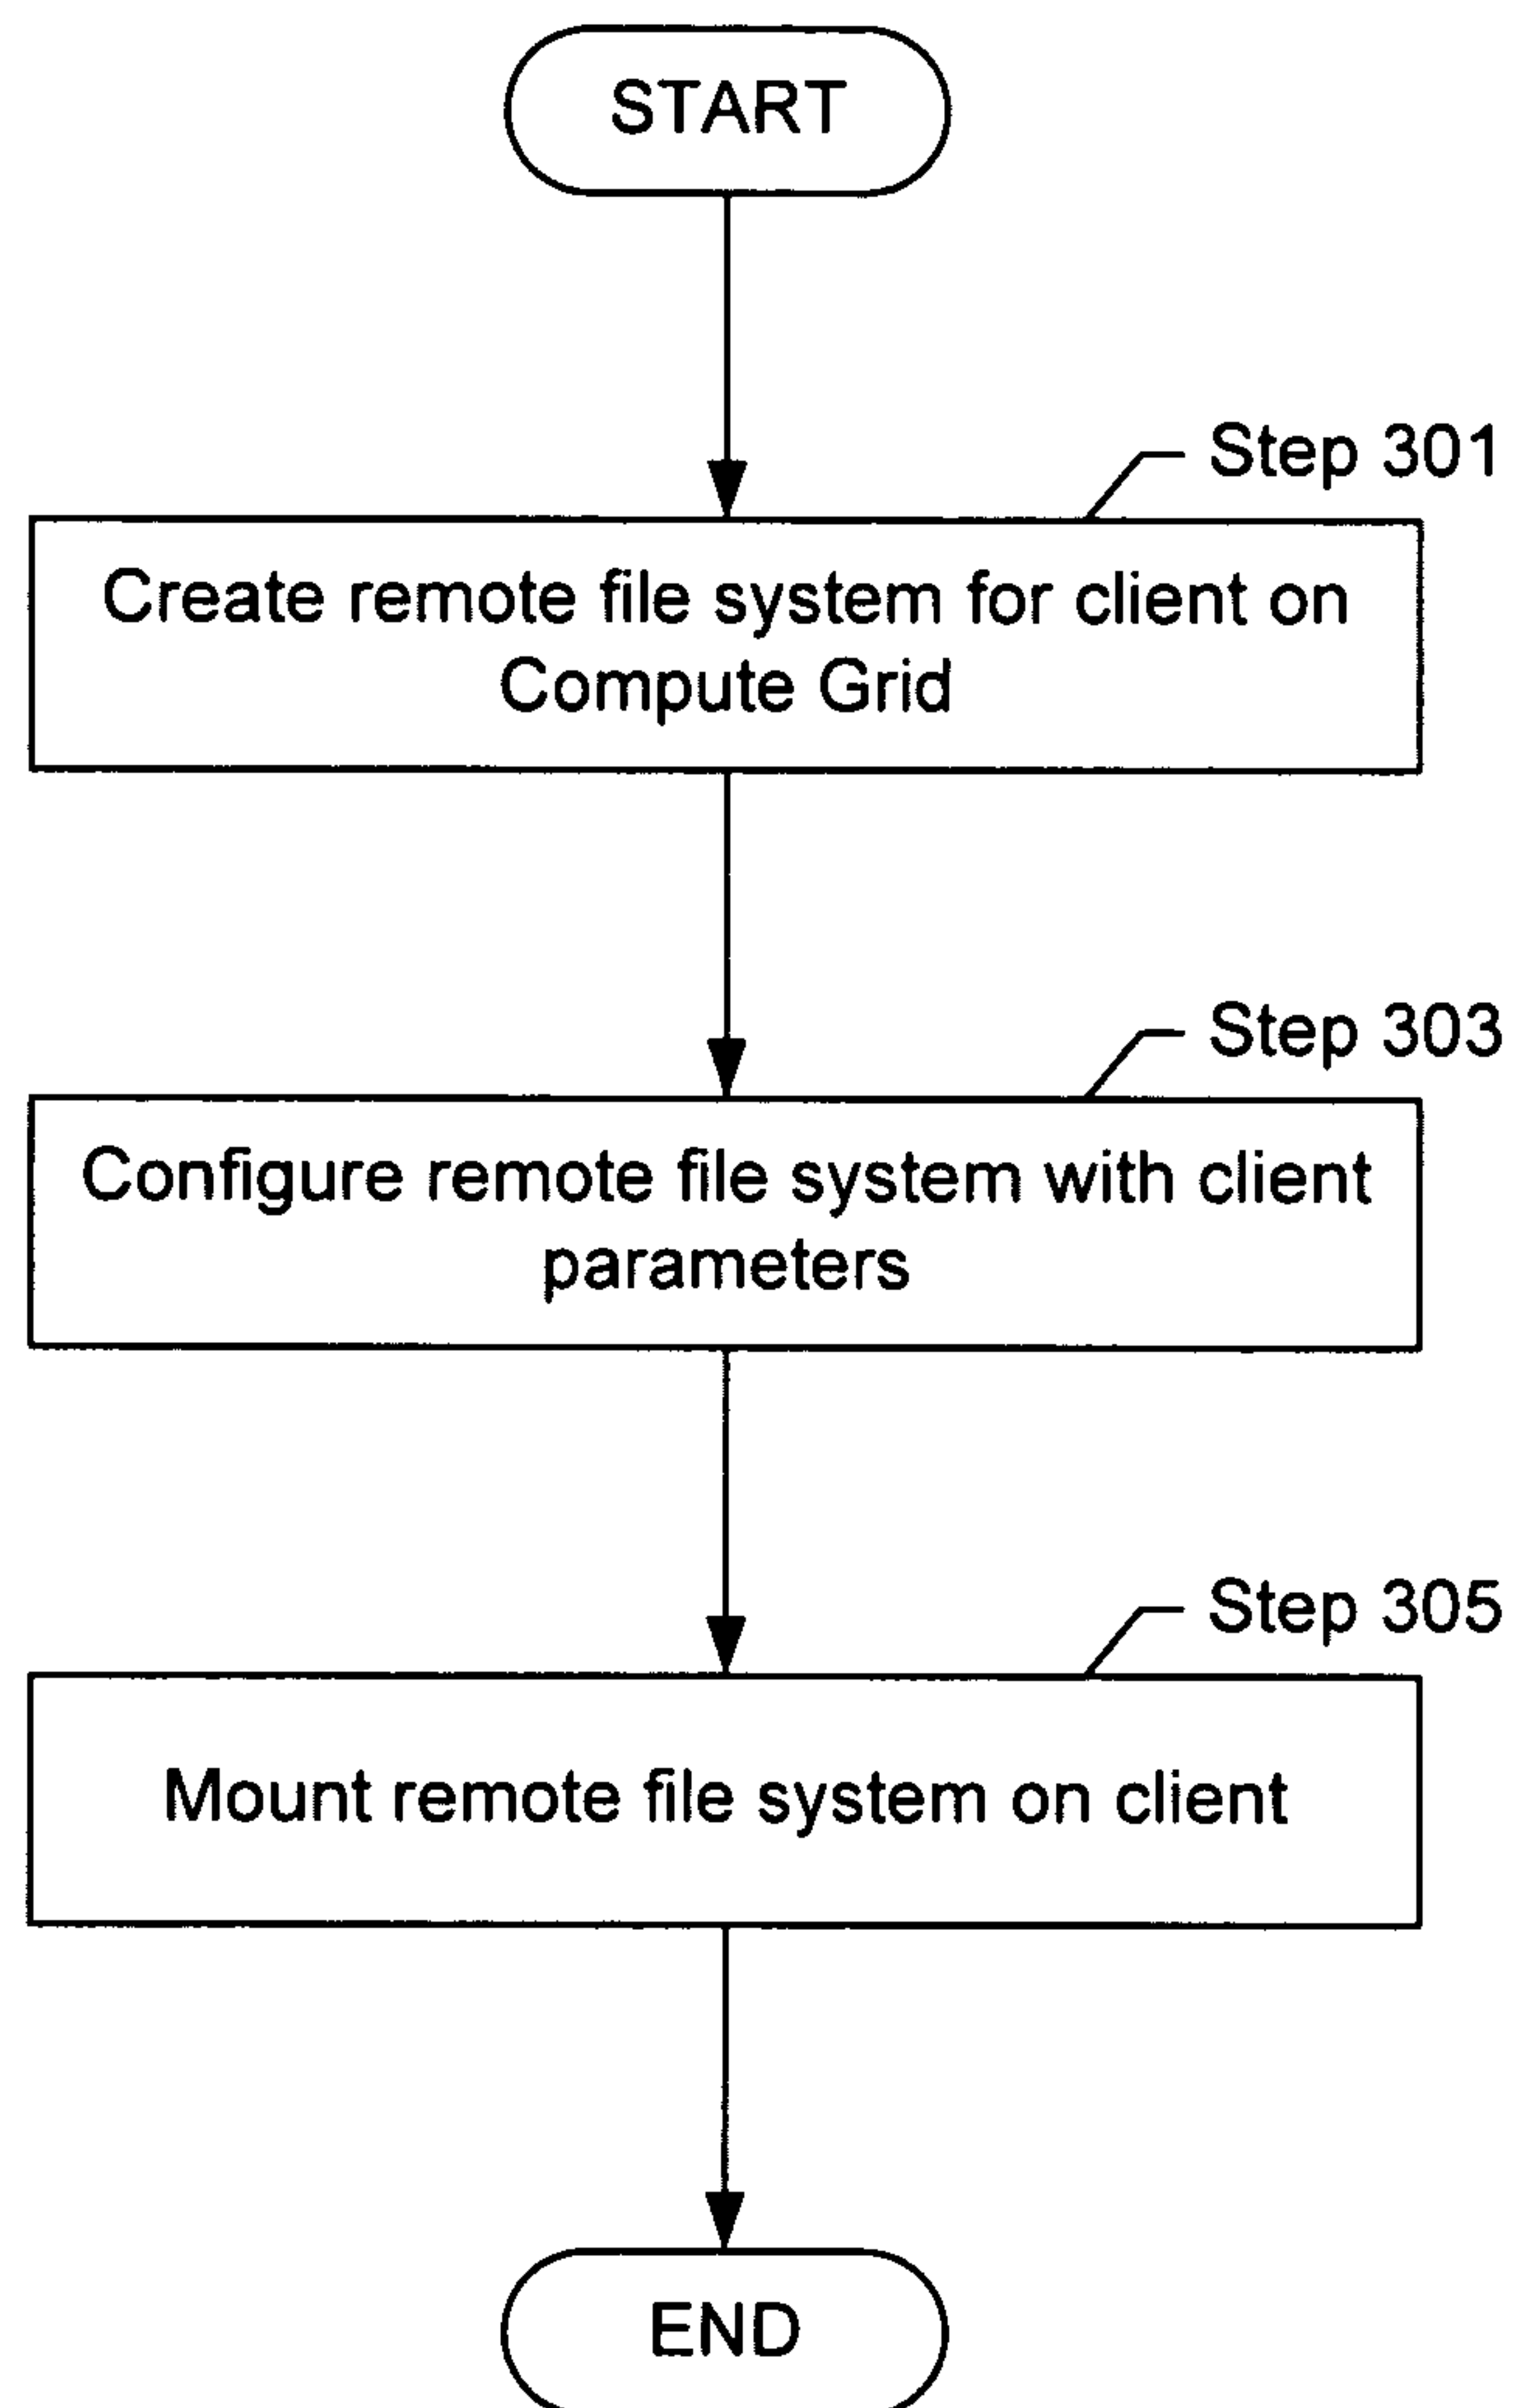 START
Step 301
Create remote file system for client on
Compute Grid
Step 303
Configure remote file system with client
parameters
Step 305
Mount remote file system on client
END